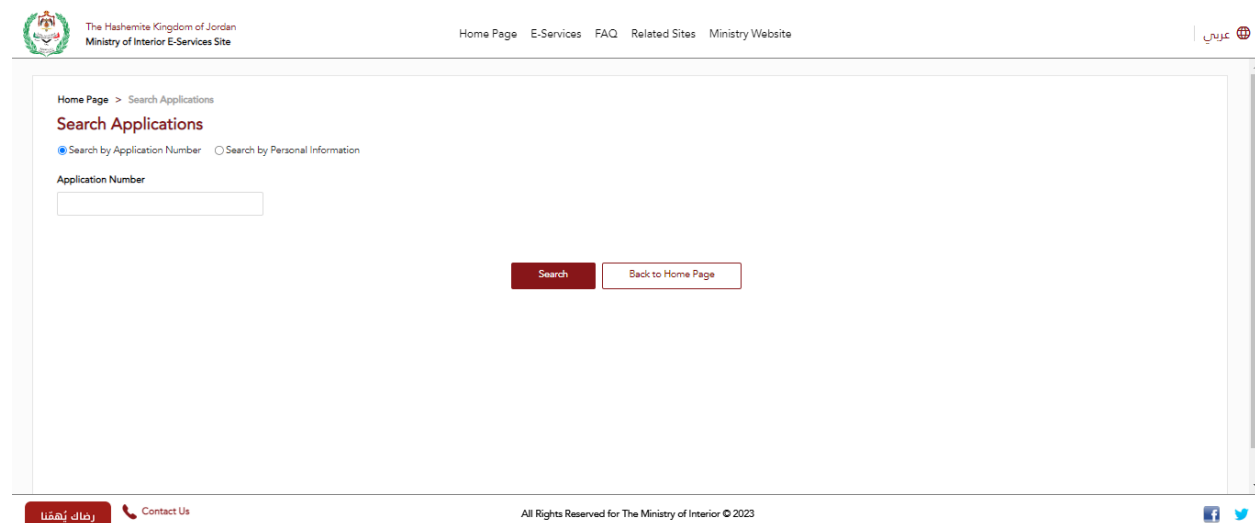 The Hashemite Kingdom of Jordan
Ministry of Interior E-Services Site
Home Page E-Services FAQ Related Sites Ministry Website
عربي
Home Page > Search Applications
Search Applications
Search by Application Number Search by Personal Information
Application Number
Search Back to Home Page
رضاك يُهمّنا
Contact Us
All Rights Reserved for The Ministry of Interior © 2023